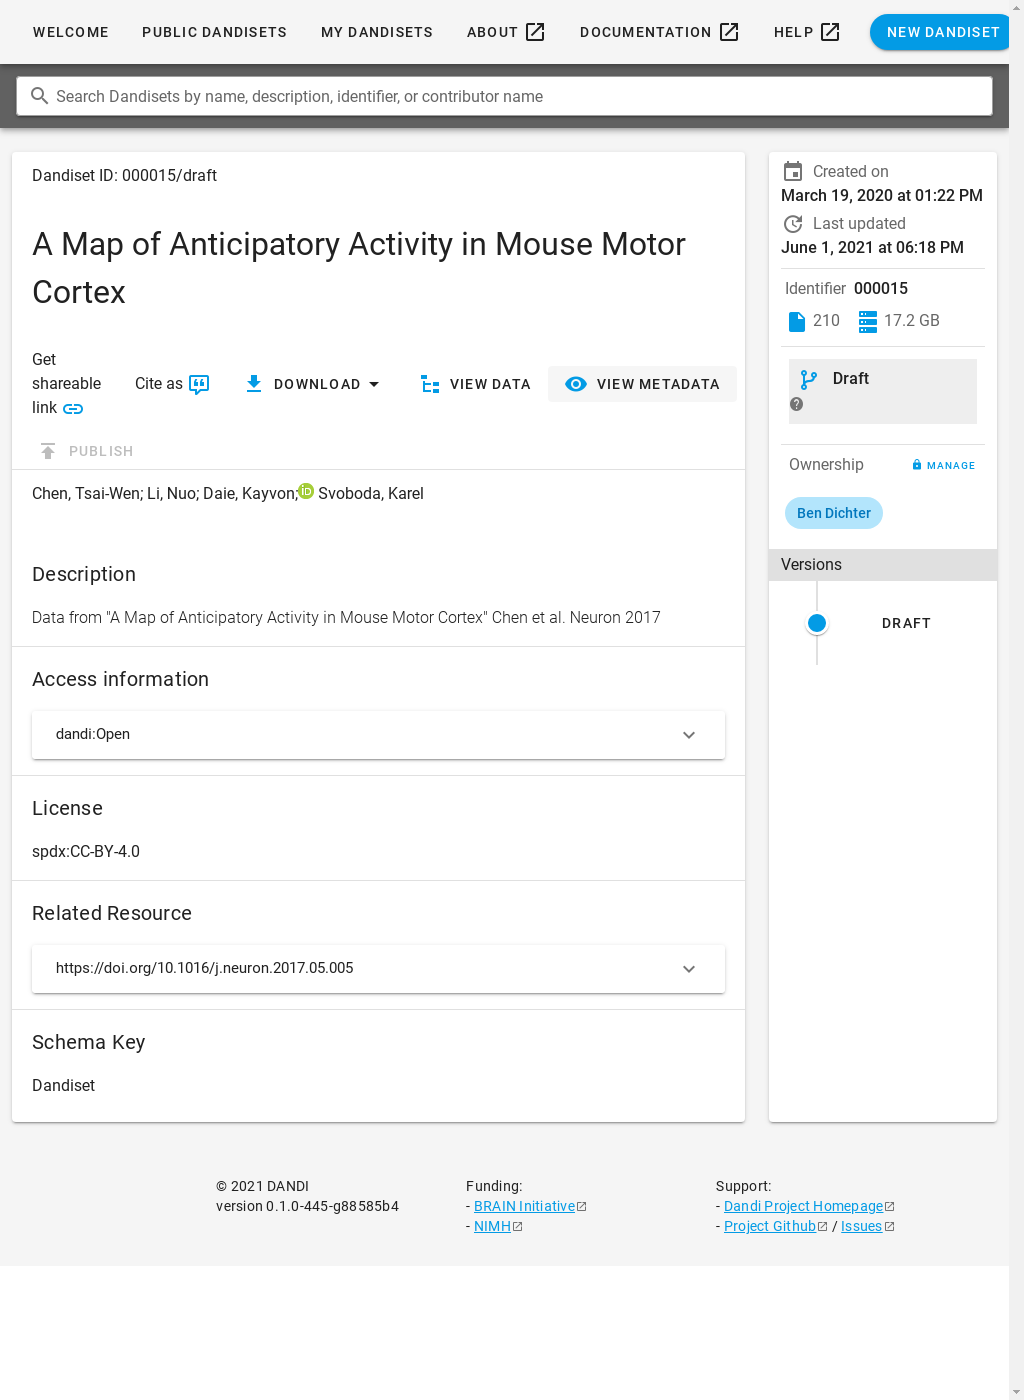 WELCOME PUBLIC DANDISETS MY DANDISETS ABOUT DOCUMENTATION HELP NEW DANDISET
Search Dandisets by name, description, identifier, or contributor name
Dandiset ID: 000015/draft
A Map of Anticipatory Activity in Mouse Motor
Cortex
Get
shareable
link
Cite as
DOWNLOAD
VIEW DATA
VIEW METADATA
PUBLISH
Chen, Tsai-Wen; Li, Nuo; Daie, Kayvon; iD Svoboda, Karel
Description
Data from "A Map of Anticipatory Activity in Mouse Motor Cortex" Chen et al. Neuron 2017
Access information
dandi:Open
License
spdx:CC-BY-4.0
Related Resource
https://doi.org/10.1016/j.neuron.2017.05.005
Schema Key
Dandiset
Created on
March 19, 2020 at 01:22 PM
Last updated
June 1, 2021 at 06:18 PM
Identifier 000015
210 17.2 GB
Draft
?
Ownership MANAGE
Ben Dichter
Versions
DRAFT
© 2021 DANDI
version 0.1.0-445-g88585b4
Funding:
- BRAIN Initiative
- NIMH
Support:
- Dandi Project Homepage
- Project Github / Issues